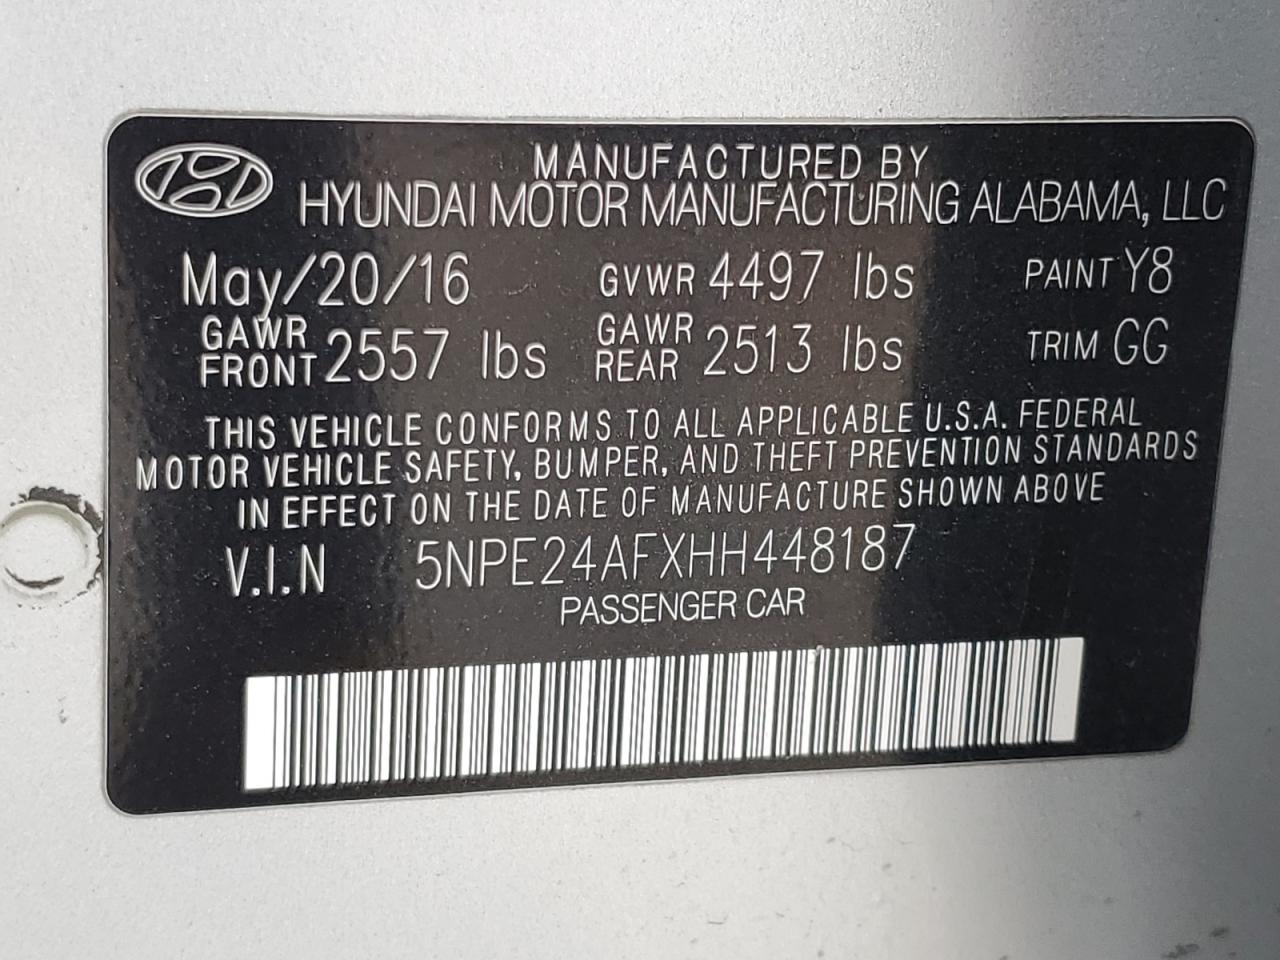 MANUFACTURED BY
HYUNDAI MOTOR MANUFACTURING ALABAMA, LLC
May/20/16 GVWR 4497 lbs PAINT Y8
GAWR FRONT 2557 lbs GAWR REAR 2513 lbs TRIM GG
THIS VEHICLE CONFORMS TO ALL APPLICABLE U.S.A. FEDERAL
MOTOR VEHICLE SAFETY, BUMPER, AND THEFT PREVENTION STANDARDS
IN EFFECT ON THE DATE OF MANUFACTURE SHOWN ABOVE
V.I.N 5NPE24AFXHH448187
PASSENGER CAR